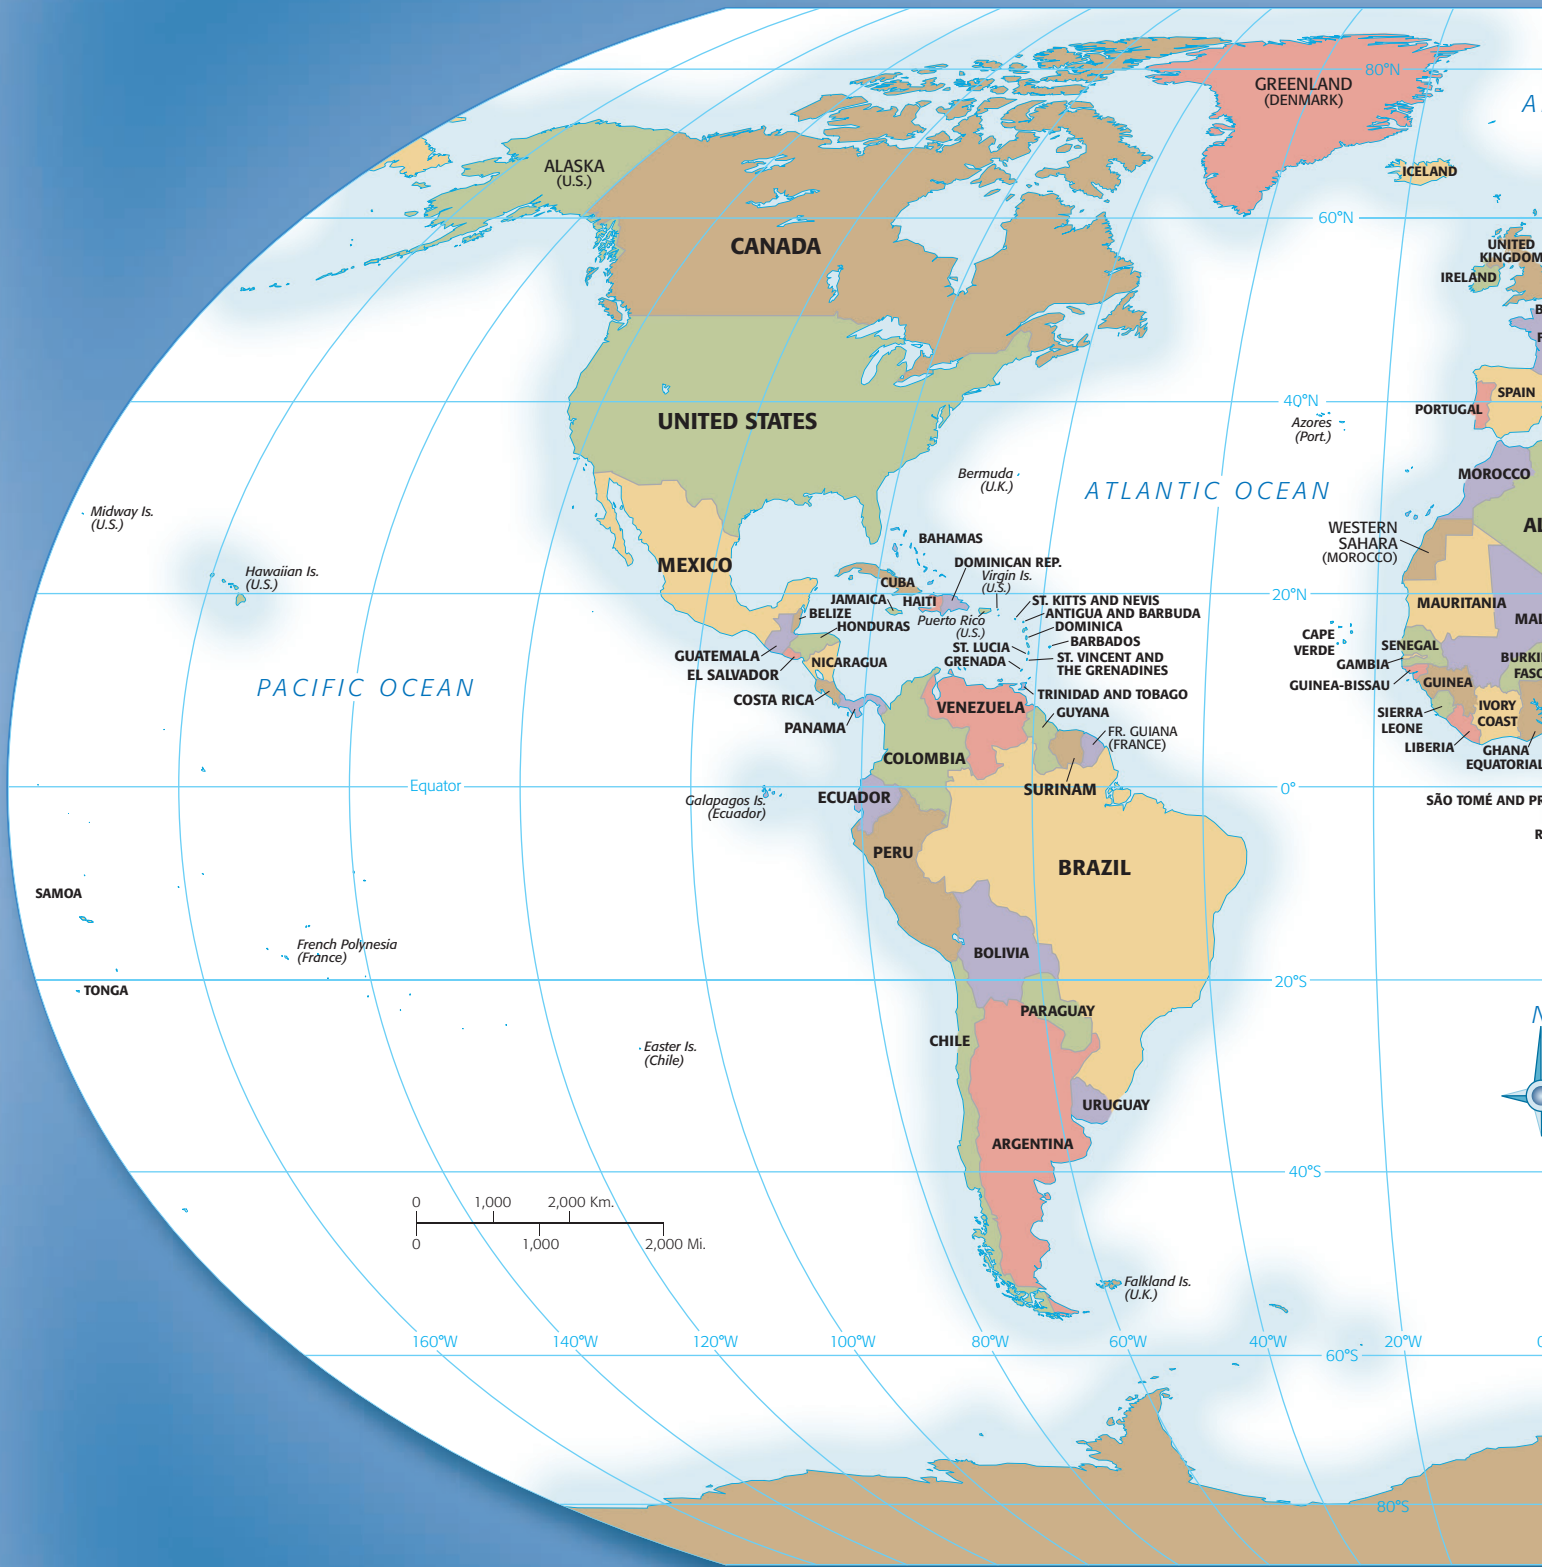 80°N
GREENLAND
(DENMARK)
ALASKA
(U.S.)
ICELAND
60°N
CANADA
UNITED
KINGDOM
IRELAND
40°N
SPAIN
PORTUGAL
UNITED STATES
Azores
(Port.)
Bermuda
(U.K.)
MOROCCO
ATLANTIC OCEAN
Midway Is.
(U.S.)
WESTERN
SAHARA
(MOROCCO)
BAHAMAS
MEXICO
DOMINICAN REP.
Hawaiian Is.
(U.S.)
CUBA
Virgin Is.
(U.S.)
20°N
JAMAICA
HAITI
ST. KITTS AND NEVIS
MAURITANIA
BELIZE
Puerto Rico
(U.S.)
ANTIGUA AND BARBUDA
HONDURAS
DOMINICA
CAPE
VERDE
BARBADOS
SENEGAL
GUATEMALA
ST. LUCIA
ST. VINCENT AND
THE GRENADINES
NICARAGUA
GRENADA
GAMBIA
EL SALVADOR
GUINEA-BISSAU
GUINEA
PACIFIC OCEAN
TRINIDAD AND TOBAGO
COSTA RICA
VENEZUELA
GUYANA
SIERRA
LEONE
IVORY
COAST
PANAMA
FR. GUIANA
(FRANCE)
LIBERIA
GHANA
COLOMBIA
EQUATORIAL
Equator
SURINAM
0°
ECUADOR
Galapagos Is.
(Ecuador)
SÃO TOMÉ AND PR
PERU
BRAZIL
SAMOA
French Polynesia
(France)
BOLIVIA
20°S
TONGA
PARAGUAY
CHILE
Easter Is.
(Chile)
URUGUAY
ARGENTINA
40°S
0 1,000 2,000 Km.
0 1,000 2,000 Mi.
Falkland Is.
(U.K.)
160°W 140°W 120°W 100°W 80°W 60°W 40°W 20°W
60°S
80°S